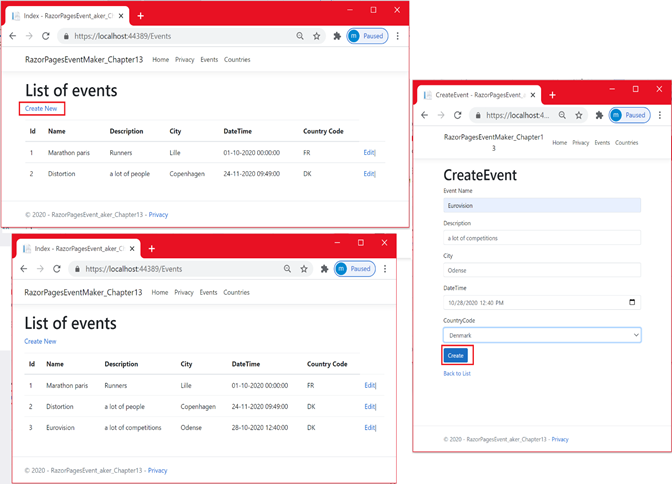 Index - RazorPagesEvent_aker_C
https://localhost:44389/Events
m Paused
RazorPagesEventMaker_Chapter13 Home Privacy Events Countries
List of events
Create New
Id Name Description City DateTime Country Code
1 Marathon paris Runners Lille 01-10-2020 00:00:00 FR Edit|
2 Distortion a lot of people Copenhagen 24-11-2020 09:49:00 DK Edit|
© 2020 - RazorPagesEvent_aker_Chapter13 - Privacy
Index - RazorPagesEvent_aker_C
https://localhost:44389/Events
m Paused
RazorPagesEventMaker_Chapter13 Home Privacy Events Countries
List of events
Create New
Id Name Description City DateTime Country Code
1 Marathon paris Runners Lille 01-10-2020 00:00:00 FR Edit|
2 Distortion a lot of people Copenhagen 24-11-2020 09:49:00 DK Edit|
3 Eurovision a lot of competitions Odense 28-10-2020 12:40:00 DK Edit|
© 2020 - RazorPagesEvent_aker_Chapter13 - Privacy
CreateEvent - RazorPagesEvent_a
https://localhost:4...
m Paused
RazorPagesEventMaker_Chapter1
3
Home Privacy Events Countries
CreateEvent
Event Name
Eurovision
Description
a lot of competitions
City
Odense
DateTime
10/28/2020 12:40 PM
CountryCode
Denmark
Create
Back to List
© 2020 - RazorPagesEvent_aker_Chapter13 - Privacy